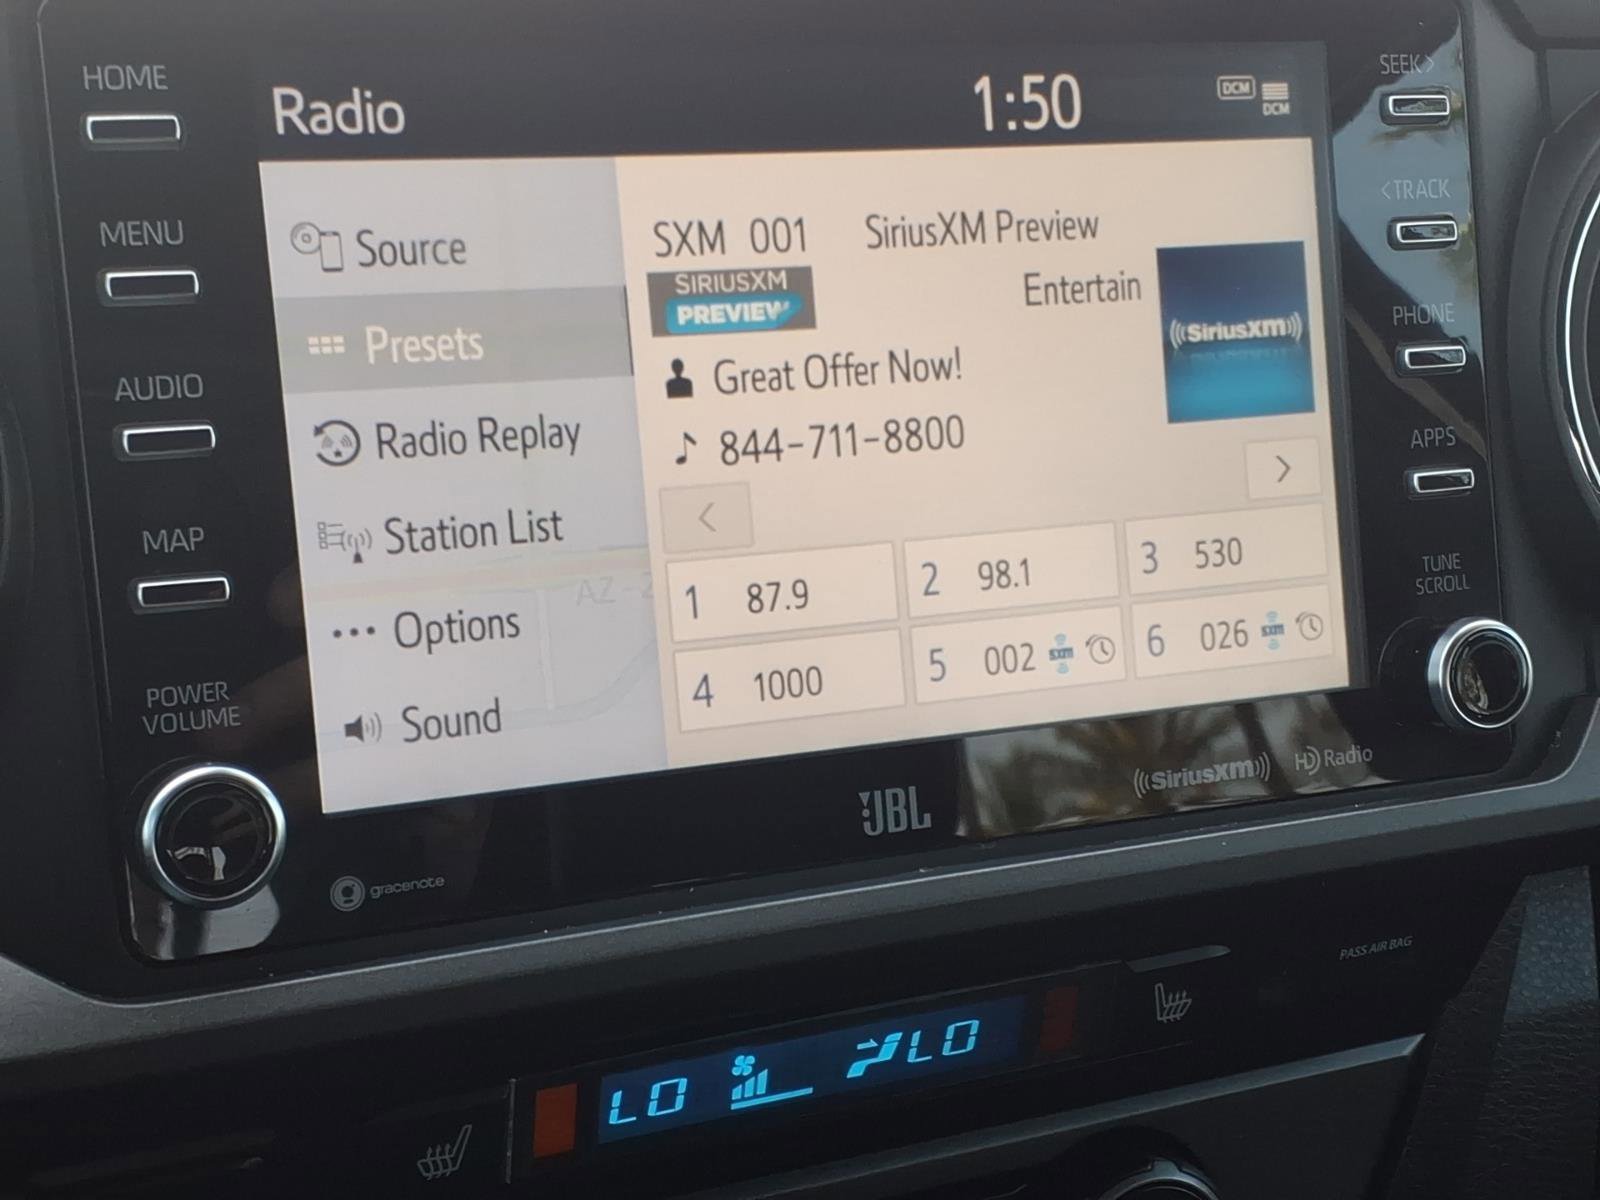 HOME
Radio
1:50
DCM
DCM
SEEK>
MENU
Source
SXM 001
SiriusXM Preview
<TRACK
SIRIUSXM
PREVIEW
Entertain
((SiriusXM))
Presets
Great Offer Now!
PHONE
AUDIO
Radio Replay
844-711-8800
APPS
MAP
Station List
<
>
1 87.9
2 98.1
3 530
TUNE
SCROLL
AZ-
Options
4 1000
5 002 sxm
6 026 sxm
POWER
VOLUME
Sound
JBL
((SiriusXM))
HD Radio
gracenote
PASS AIR BAG
LO
LO